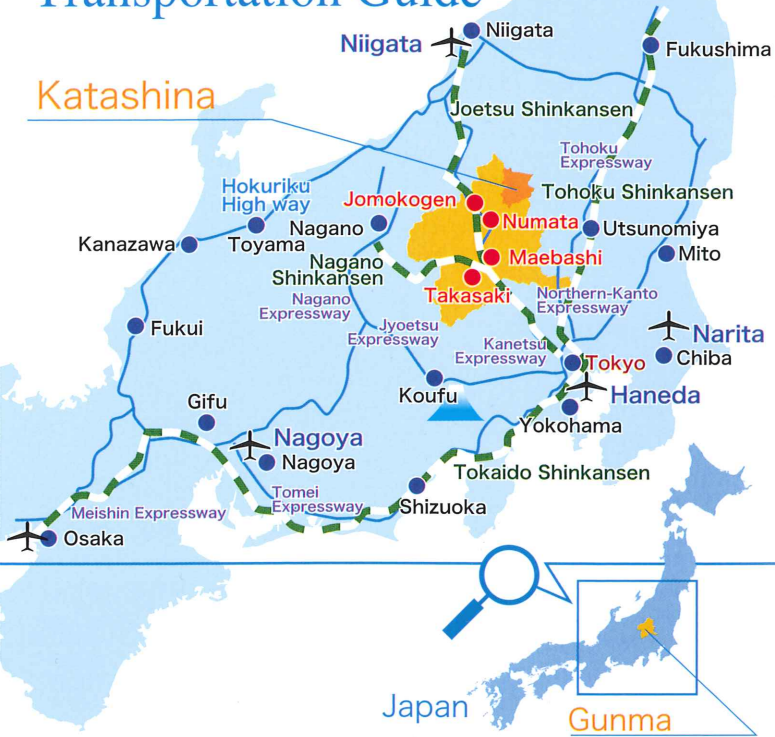 Transportation Guide
Niigata
Niigata
Fukushima
Katashina
Joetsu Shinkansen
Tohoku
Expressway
Hokuriku
High way
Jomokogen
Tohoku Shinkansen
Numata
Nagano
Utsunomiya
Kanazawa
Toyama
Maebashi
Mito
Nagano
Shinkansen
Takasaki
Nagano
Expressway
Northern-Kanto
Expressway
Jyoetsu
Expressway
Fukui
Narita
Kanetsu
Expressway
Tokyo
Chiba
Koufu
Haneda
Gifu
Yokohama
Nagoya
Nagoya
Tokaido Shinkansen
Tomei
Expressway
Shizuoka
Meishin Expressway
Osaka
Japan
Gunma